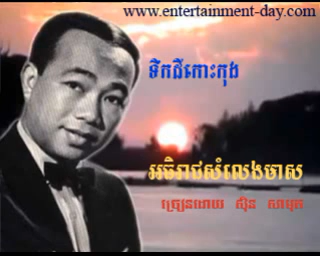 www.entertainment-day.com
ទឹកដីកោះកុង
អធិរាជសំលេងមាស
ច្រៀងដោយ ស៊ុន សាមុត